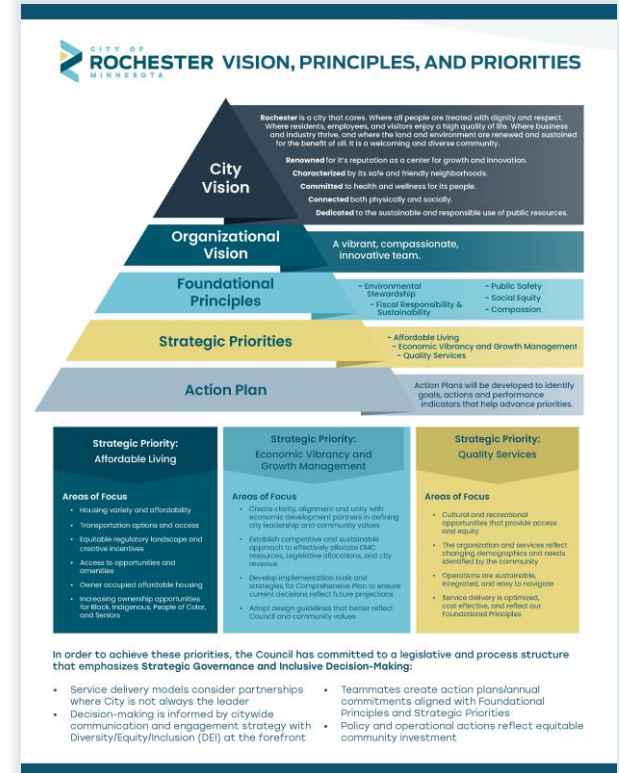 CITY OF
ROCHESTER
MINNESOTA
VISION, PRINCIPLES, AND PRIORITIES
City
Vision
Rochester is a city that cares. Where all people are treated with dignity and respect.
Where residents, employees, and visitors enjoy a high quality of life. Where business
and industry thrive, and where the land and environment are renewed and sustained
for the benefit of all. It is a welcoming and diverse community.
Renowned for it's reputation as a center for growth and innovation.
Characterized by its safe and friendly neighborhoods.
Committed to health and wellness for its people.
Connected both physically and socially.
Dedicated to the sustainable and responsible use of public resources.
Organizational
Vision
A vibrant, compassionate,
innovative team.
Foundational
Principles
- Environmental
Stewardship
- Fiscal Responsibility &
Sustainability
- Public Safety
- Social Equity
- Compassion
Strategic Priorities
- Affordable Living
- Economic Vibrancy and Growth Management
- Quality Services
Action Plan
Action Plans will be developed to identify
goals, actions and performance
indicators that help advance priorities.
Strategic Priority:
Affordable Living
Areas of Focus
• Housing variety and affordability
• Transportation options and access
• Equitable regulatory landscape and
creative incentives
• Access to opportunities and
amenities
• Owner occupied affordable housing
• Increasing ownership opportunities
for Black, Indigenous, People of Color,
and Seniors
Strategic Priority:
Economic Vibrancy and
Growth Management
Areas of Focus
• Create clarity, alignment and unity with
economic development partners in defining
city leadership and community values
• Establish competitive and sustainable
approach to effectively allocate DMC
resources, Legislative allocations, and city
revenue
• Develop implementation tools and
strategies for Comprehensive Plan to ensure
current decisions reflect future projections
• Adopt design guidelines that better reflect
Council and community values
Strategic Priority:
Quality Services
Areas of Focus
• Cultural and recreational
opportunities that provide access
and equity
• The organization and services reflect
changing demographics and needs
identified by the community
• Operations are sustainable,
integrated, and easy to navigate
• Service delivery is optimized,
cost effective, and reflect our
Foundational Principles
In order to achieve these priorities, the Council has committed to a legislative and process structure
that emphasizes Strategic Governance and Inclusive Decision-Making:
• Service delivery models consider partnerships
where City is not always the leader
• Decision-making is informed by citywide
communication and engagement strategy with
Diversity/Equity/Inclusion (DEI) at the forefront
• Teammates create action plans/annual
commitments aligned with Foundational
Principles and Strategic Priorities
• Policy and operational actions reflect equitable
community investment